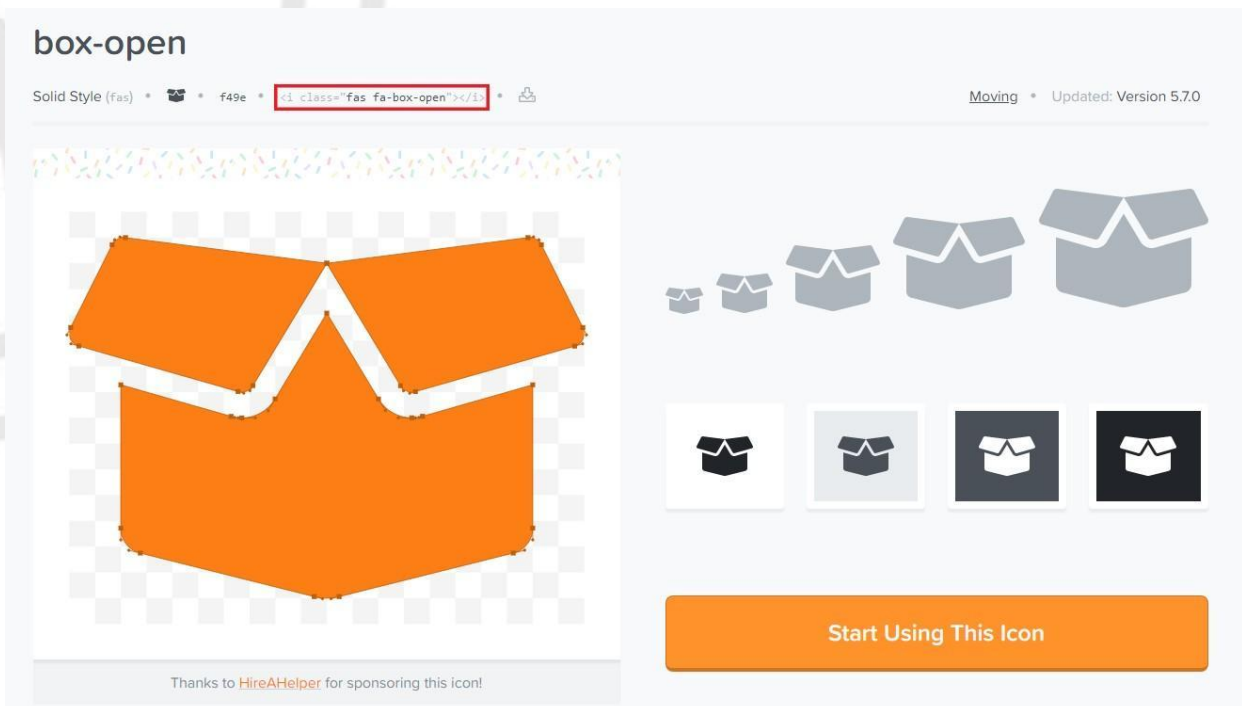 box-open
Solid Style (fas) • • f49e • <i class="fas fa-box-open"></i> •
Moving • Updated: Version 5.7.0
Start Using This Icon
Thanks to HireAHelper for sponsoring this icon!